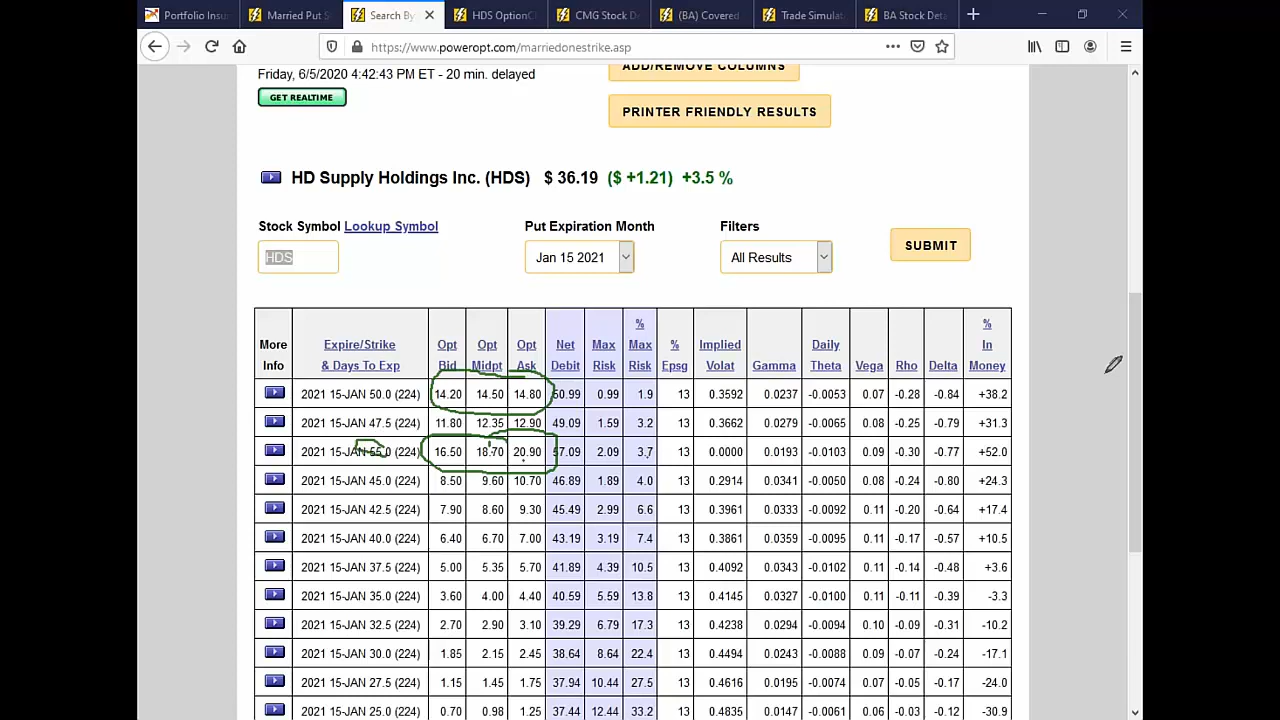 Portfolio Insu
Married Put S
Search By
HDS OptionC
CMG Stock D
(BA) Covered
Trade Simulat
BA Stock Deta
https://www.poweropt.com/marriedonestrike.asp
Friday, 6/5/2020 4:42:43 PM ET - 20 min. delayed
ADD/REMOVE COLUMNS
GET REALTIME
PRINTER FRIENDLY RESULTS
HD Supply Holdings Inc. (HDS) $ 36.19 ($ +1.21) +3.5 %
Stock Symbol Lookup Symbol Put Expiration Month Filters
HDS Jan 15 2021 All Results SUBMIT
More Info Expire/Strike & Days To Exp Opt Bid Opt Midpt Opt Ask Net Debit Max Risk % Max Risk % Epsg Implied Volat Gamma Daily Theta Vega Rho Delta % In Money
2021 15-JAN 50.0 (224) 14.20 14.50 14.80 50.99 0.99 1.9 13 0.3592 0.0237 -0.0053 0.07 -0.28 -0.84 +38.2
2021 15-JAN 47.5 (224) 11.80 12.35 12.90 49.09 1.59 3.2 13 0.3662 0.0279 -0.0065 0.08 -0.25 -0.79 +31.3
2021 15-JAN 55.0 (224) 16.50 18.70 20.90 57.09 2.09 3.7 13 0.0000 0.0193 -0.0103 0.09 -0.30 -0.77 +52.0
2021 15-JAN 45.0 (224) 8.50 9.60 10.70 46.89 1.89 4.0 13 0.2914 0.0341 -0.0050 0.08 -0.24 -0.80 +24.3
2021 15-JAN 42.5 (224) 7.90 8.60 9.30 45.49 2.99 6.6 13 0.3961 0.0333 -0.0092 0.11 -0.20 -0.64 +17.4
2021 15-JAN 40.0 (224) 6.40 6.70 7.00 43.19 3.19 7.4 13 0.3861 0.0359 -0.0095 0.11 -0.17 -0.57 +10.5
2021 15-JAN 37.5 (224) 5.00 5.35 5.70 41.89 4.39 10.5 13 0.4092 0.0343 -0.0102 0.11 -0.14 -0.48 +3.6
2021 15-JAN 35.0 (224) 3.60 4.00 4.40 40.59 5.59 13.8 13 0.4145 0.0327 -0.0100 0.11 -0.11 -0.39 -3.3
2021 15-JAN 32.5 (224) 2.70 2.90 3.10 39.29 6.79 17.3 13 0.4238 0.0294 -0.0094 0.10 -0.09 -0.31 -10.2
2021 15-JAN 30.0 (224) 1.85 2.15 2.45 38.64 8.64 22.4 13 0.4494 0.0243 -0.0088 0.09 -0.07 -0.24 -17.1
2021 15-JAN 27.5 (224) 1.15 1.45 1.75 37.94 10.44 27.5 13 0.4616 0.0195 -0.0074 0.07 -0.05 -0.17 -24.0
2021 15-JAN 25.0 (224) 0.70 0.98 1.25 37.44 12.44 33.2 13 0.4835 0.0147 -0.0061 0.06 -0.03 -0.12 -30.9